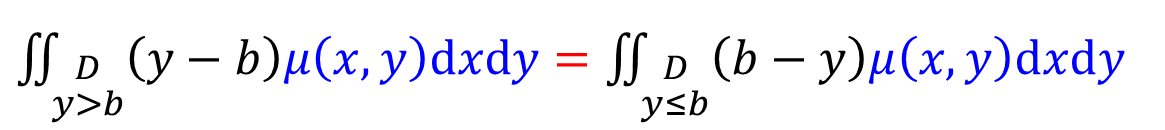 ∬_{D, y>b} (y − b)μ(x, y)dxdy = ∬_{D, y≤b} (b − y)μ(x, y)dxdy